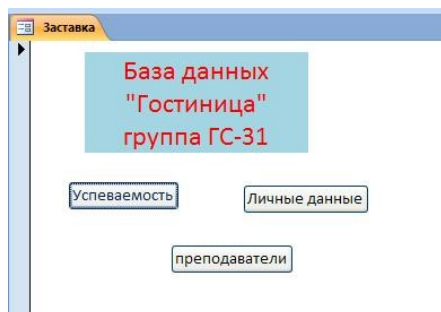 Заставка
База данных
"Гостиница"
группа ГС-31
Успеваемость
Личные данные
преподаватели